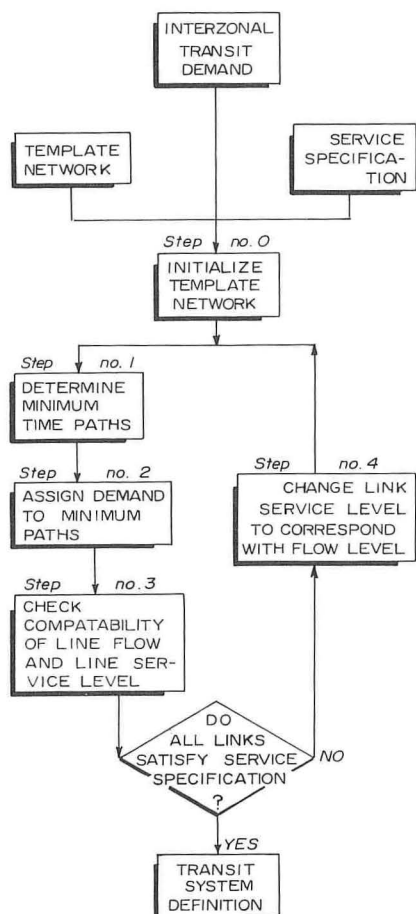 INTERZONAL
TRANSIT
DEMAND
TEMPLATE
NETWORK
SERVICE
SPECIFICA-
TION
Step no. 0
INITIALIZE
TEMPLATE
NETWORK
Step no. 1
DETERMINE
MINIMUM
TIME PATHS
Step no. 2
ASSIGN DEMAND
TO MINIMUM
PATHS
Step no. 3
CHECK
COMPATABILITY
OF LINE FLOW
AND LINE SER-
VICE LEVEL
Step no. 4
CHANGE LINK
SERVICE LEVEL
TO CORRESPOND
WITH FLOW LEVEL
DO
ALL LINKS
SATISFY SERVICE
SPECIFICATION
?
NO
YES
TRANSIT
SYSTEM
DEFINITION